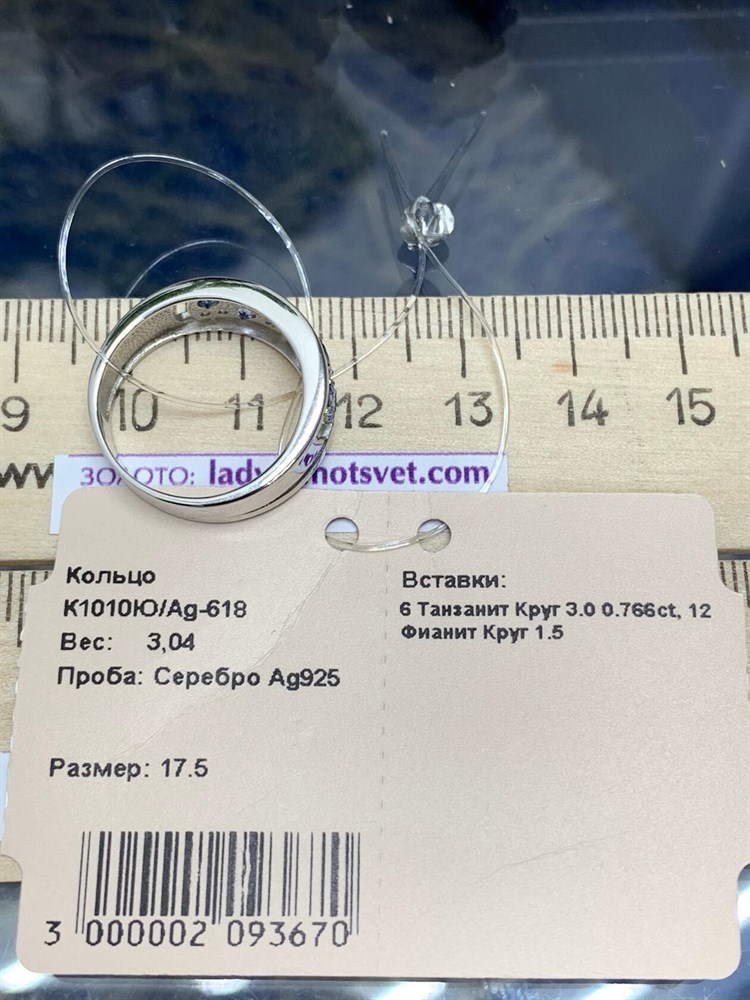 9 10 11 12 13 14 15
ЗОЛОТО: lady notsvet.com
Кольцо
К1010Ю/Ag-618
Вес: 3,04
Проба: Серебро Ag925
Размер: 17.5
Вставки:
6 Танзанит Круг 3.0 0.766ct, 12
Фианит Круг 1.5
3 000002 093670